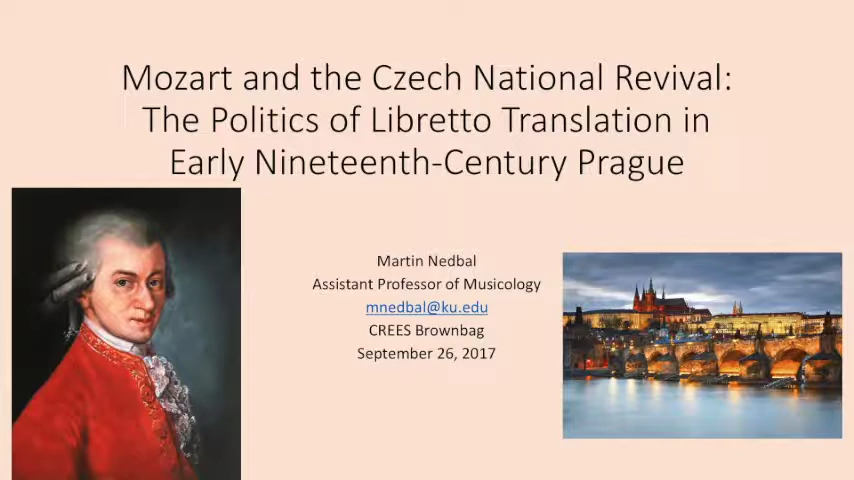 Mozart and the Czech National Revival:
The Politics of Libretto Translation in
Early Nineteenth-Century Prague
Martin Nedbal
Assistant Professor of Musicology
mnedbal@ku.edu
CREES Brownbag
September 26, 2017